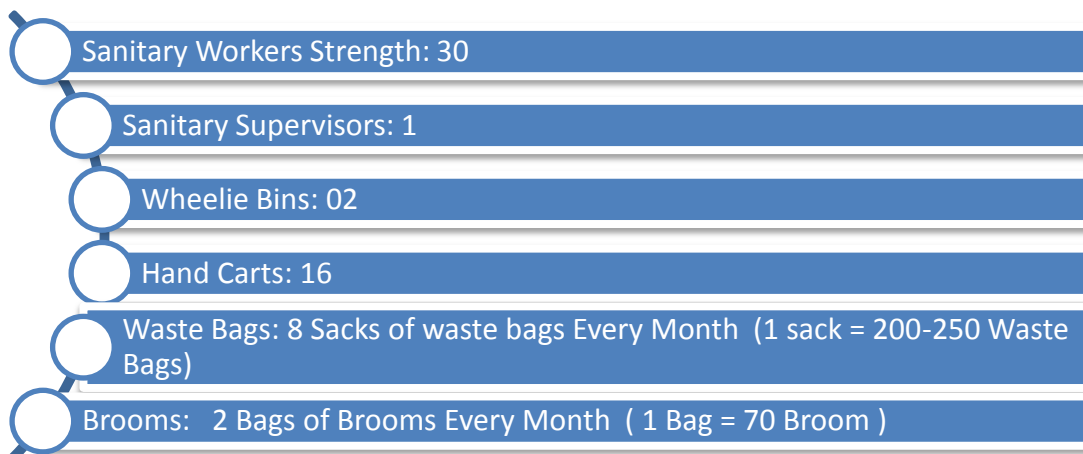 Sanitary Workers Strength: 30
Sanitary Supervisors: 1
Wheelie Bins: 02
Hand Carts: 16
Waste Bags: 8 Sacks of waste bags Every Month  (1 sack = 200-250 Waste
Bags)
Brooms:   2 Bags of Brooms Every Month  ( 1 Bag = 70 Broom )